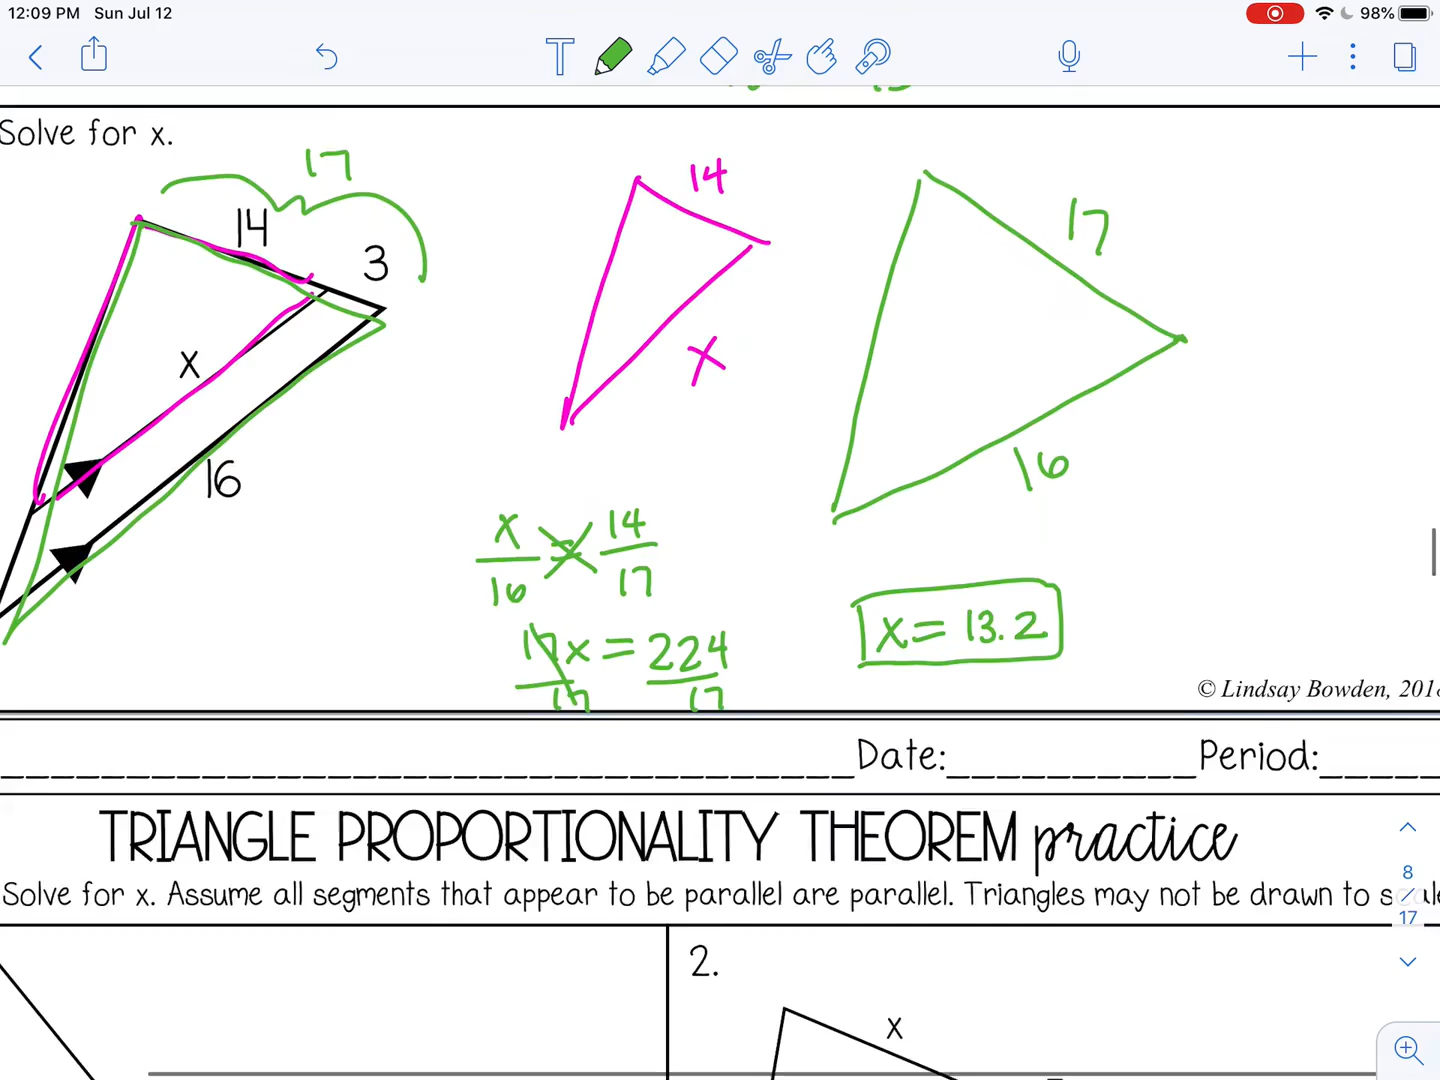 12:09 PM Sun Jul 12
98%
T
Solve for x.
17
14
3
x
16
14
x
17
16
x/16 = 14/17
17x = 224
17 17
x = 13.2
© Lindsay Bowden, 2018
Date: Period:
TRIANGLE PROPORTIONALITY THEOREM practice
Solve for x. Assume all segments that appear to be parallel are parallel. Triangles may not be drawn to scale
8
/
17
2.
x